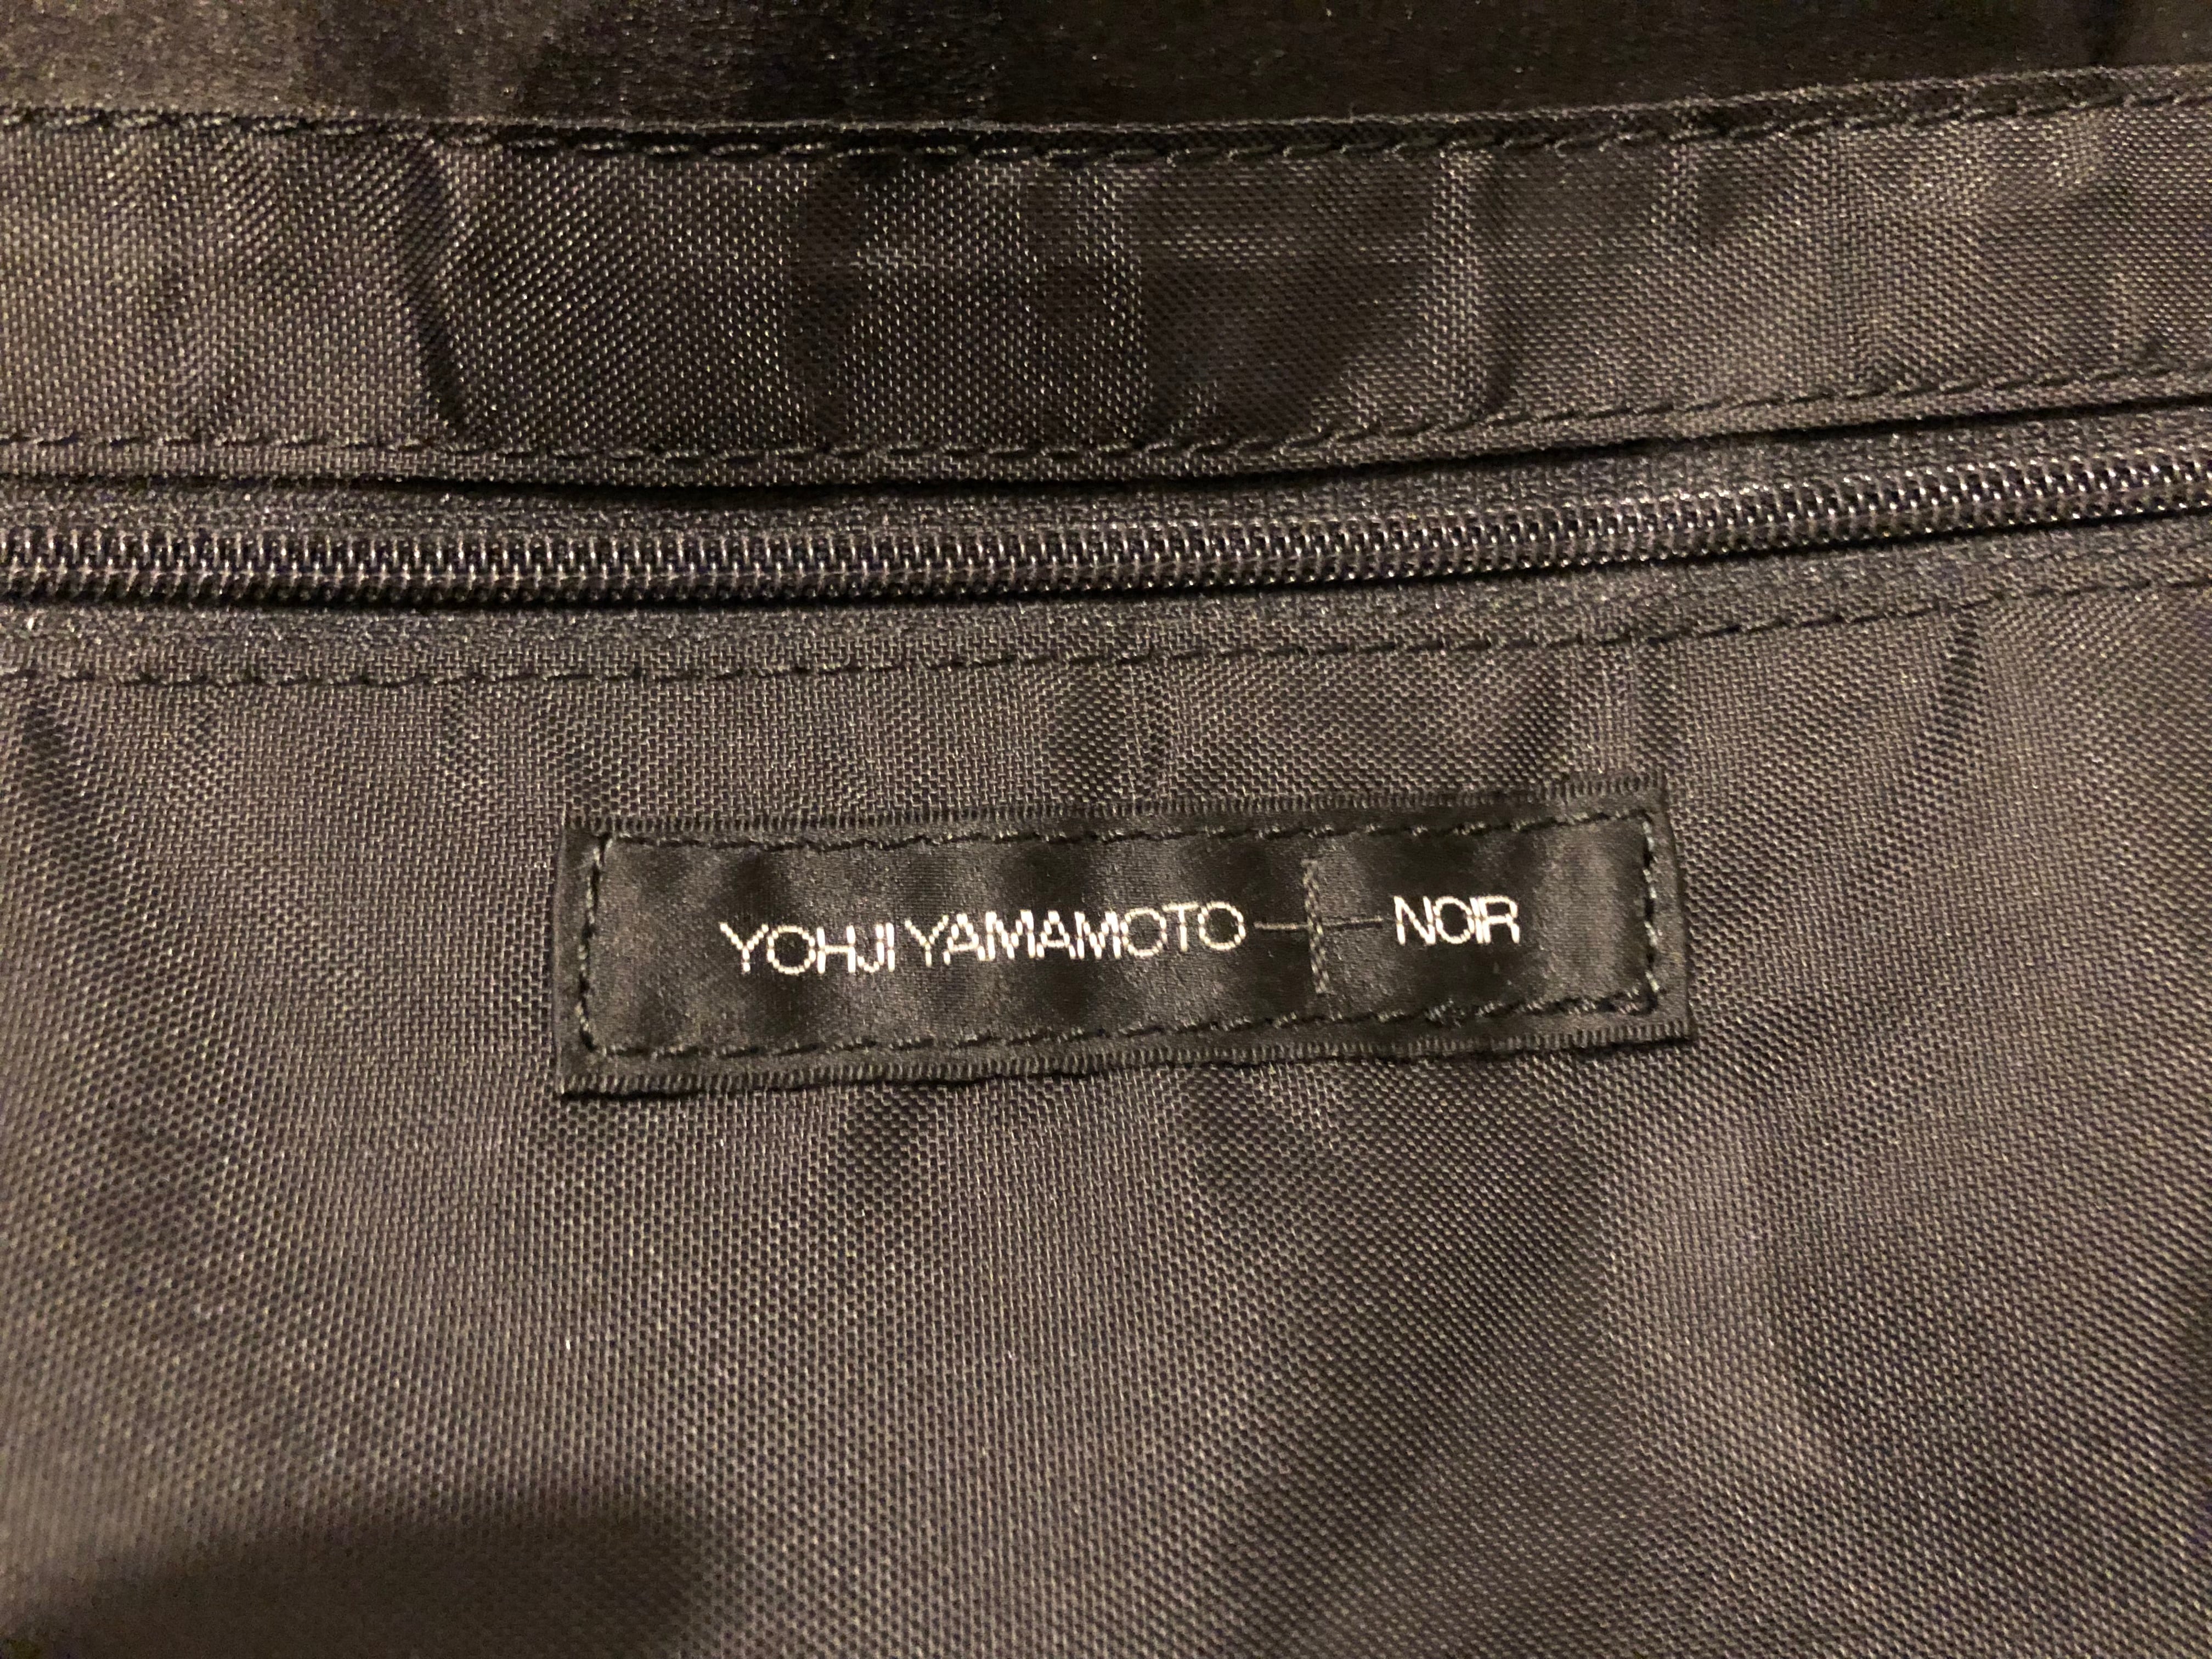 YOHJI YAMAMOTO — NOIR